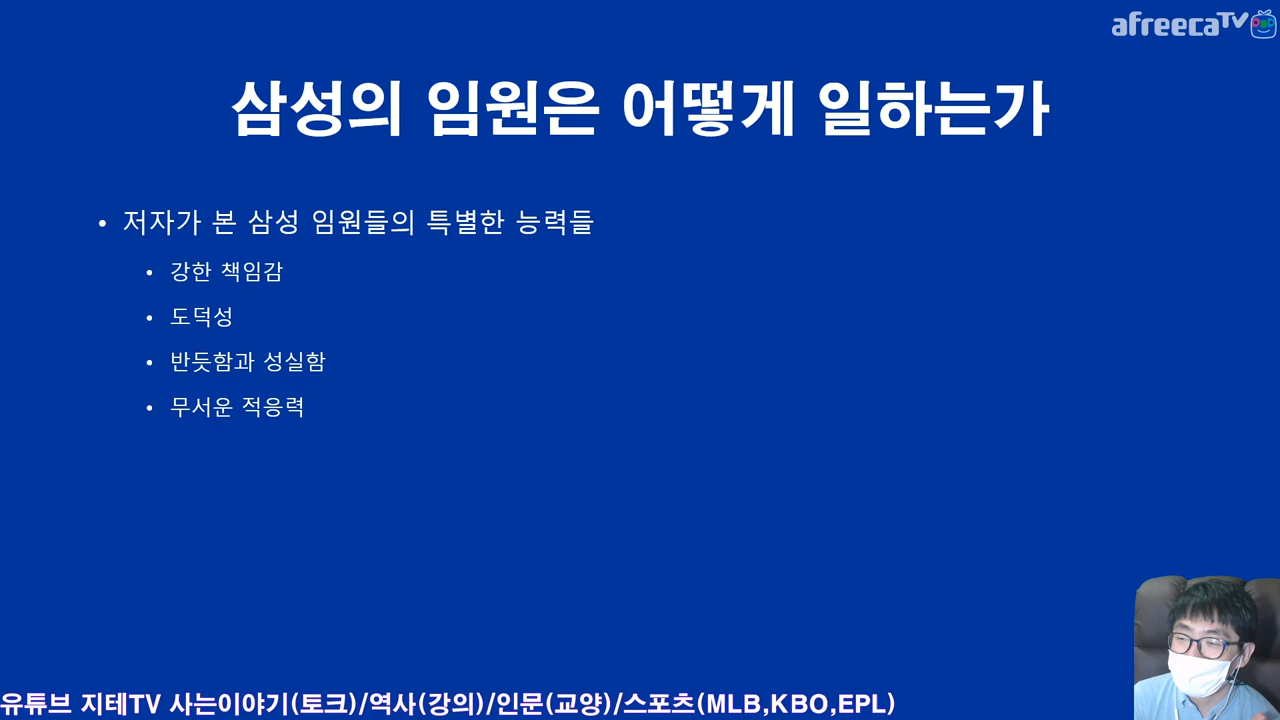 afreecaTV
삼성의 임원은 어떻게 일하는가
• 저자가 본 삼성 임원들의 특별한 능력들
• 강한 책임감
• 도덕성
• 반듯함과 성실함
• 무서운 적응력
유튜브 지테TV 사는이야기(토크)/역사(강의)/인문(교양)/스포츠(MLB,KBO,EPL)